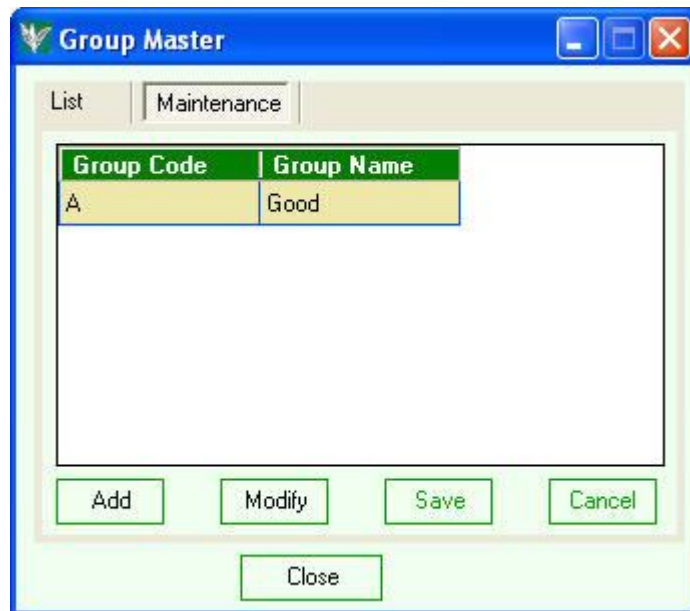 Group Master
List Maintenance
Group Code Group Name
A Good
Add Modify Save Cancel
Close